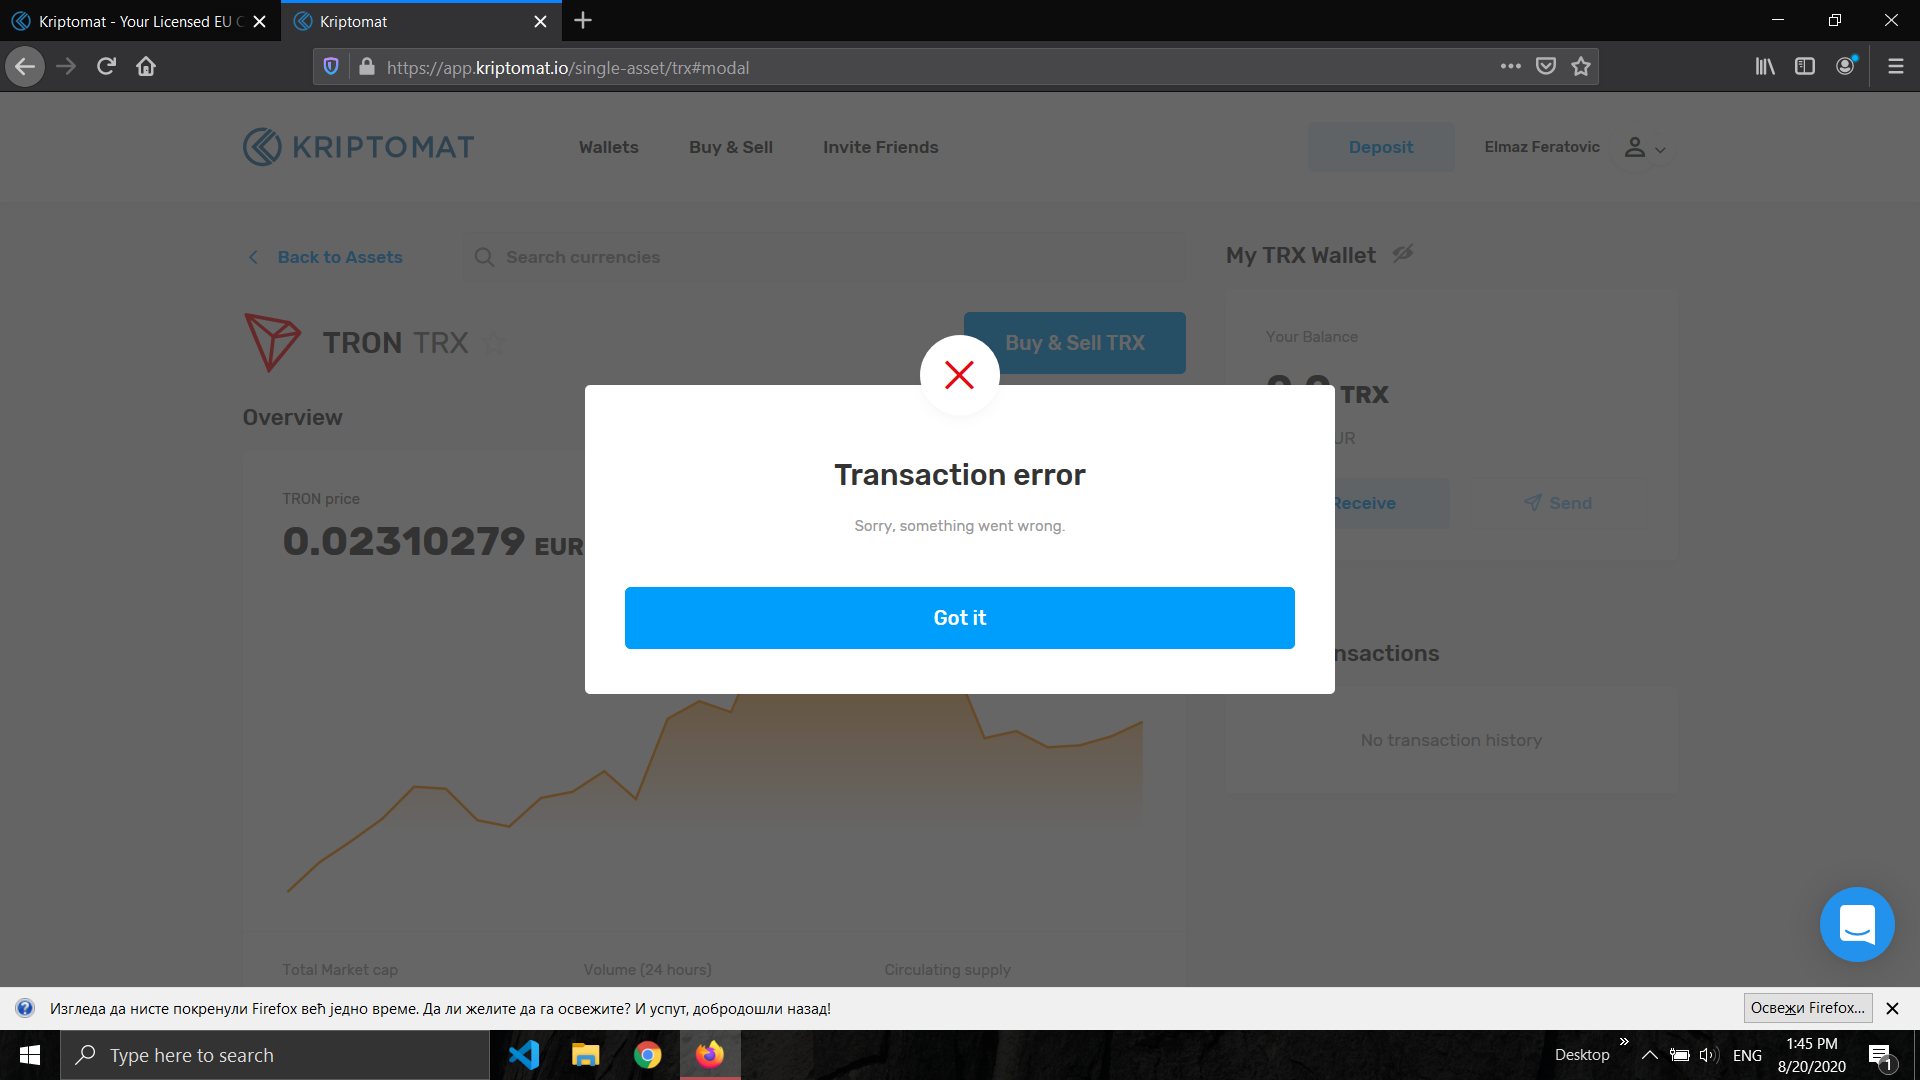 Kriptomat - Your Licensed EU
Kriptomat
https://app.kriptomat.io/single-asset/trx#modal
KRIPTOMAT
Wallets
Buy & Sell
Invite Friends
Deposit
Elmaz Feratovic
Back to Assets
Search currencies
My TRX Wallet
TRON TRX
Buy & Sell TRX
Your Balance
TRX
Overview
UR
Transaction error
Sorry, something went wrong.
TRON price
0.02310279 EUR
Receive
Send
Got it
nsactions
No transaction history
Total Market cap
Volume (24 hours)
Circulating supply
Изгледа да нисте покренули Firefox већ једно време. Да ли желите да га освежите? И успут, добродошли назад!
Освежи Firefox...
Type here to search
Desktop
ENG
1:45 PM
8/20/2020
1